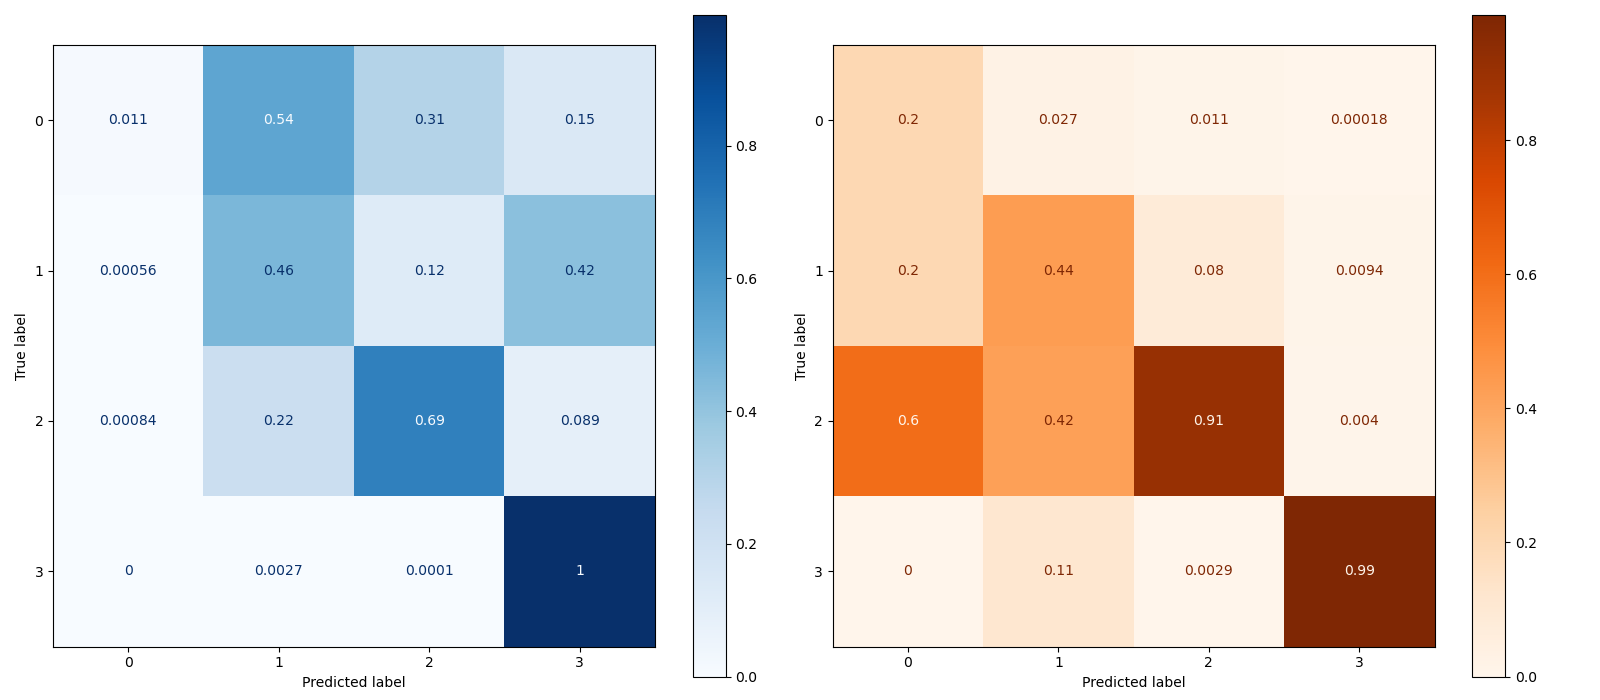 0 0.011 0.54 0.31 0.15
1 0.00056 0.46 0.12 0.42
2 0.00084 0.22 0.69 0.089
3 0 0.0027 0.0001 1
0 1 2 3
Predicted label
True label
0.8
0.6
0.4
0.2
0.0
0 0.2 0.027 0.011 0.00018
1 0.2 0.44 0.08 0.0094
2 0.6 0.42 0.91 0.004
3 0 0.11 0.0029 0.99
0 1 2 3
Predicted label
True label
0.8
0.6
0.4
0.2
0.0